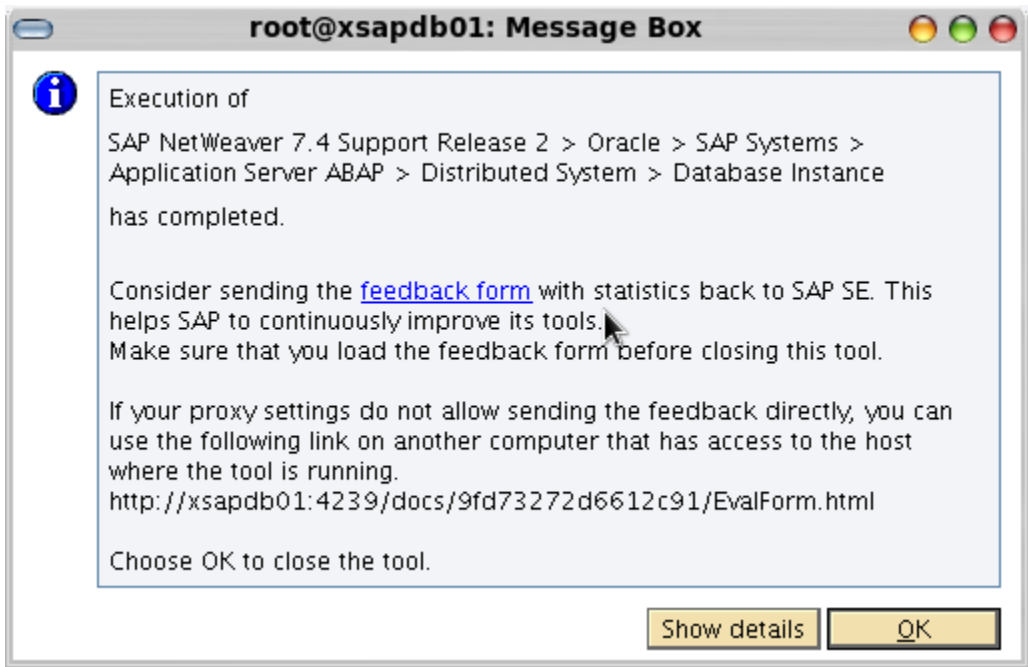 root@xsapdb01: Message Box
Execution of
SAP NetWeaver 7.4 Support Release 2 > Oracle > SAP Systems >
Application Server ABAP > Distributed System > Database Instance
has completed.
Consider sending the feedback form with statistics back to SAP SE. This
helps SAP to continuously improve its tools.
Make sure that you load the feedback form before closing this tool.
If your proxy settings do not allow sending the feedback directly, you can
use the following link on another computer that has access to the host
where the tool is running.
http://xsapdb01:4239/docs/9fd73272d6612c91/EvalForm.html
Choose OK to close the tool.
Show details
OK